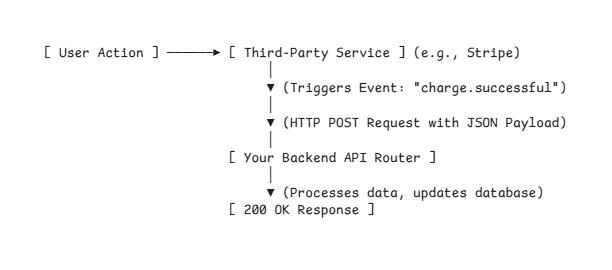 [ User Action ] ──────▶ [ Third-Party Service ] (e.g., Stripe)
│
▼ (Triggers Event: "charge.successful")
│
▼ (HTTP POST Request with JSON Payload)
│
[ Your Backend API Router ]
│
▼ (Processes data, updates database)
[ 200 OK Response ]